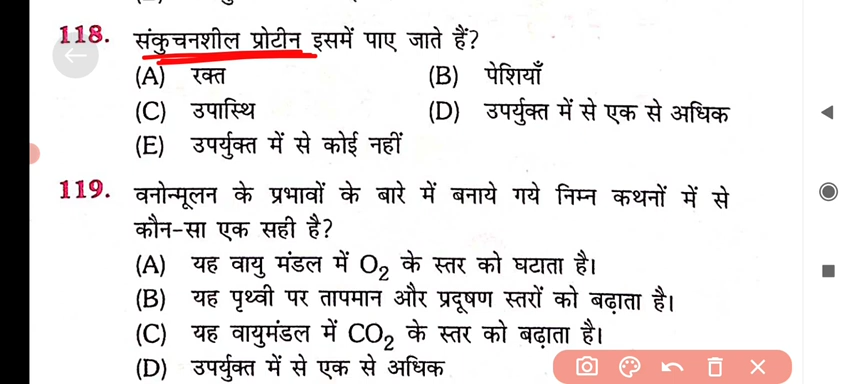 118. संकुचनशील प्रोटीन इसमें पाए जाते हैं?
(A) रक्त (B) पेशियाँ
(C) उपास्थि (D) उपर्युक्त में से एक से अधिक
(E) उपर्युक्त में से कोई नहीं
119. वनोन्मूलन के प्रभावों के बारे में बनाये गये निम्न कथनों में से
कौन-सा एक सही है?
(A) यह वायु मंडल में O₂ के स्तर को घटाता है।
(B) यह पृथ्वी पर तापमान और प्रदूषण स्तरों को बढ़ाता है।
(C) यह वायुमंडल में CO₂ के स्तर को बढ़ाता है।
(D) उपर्युक्त में से एक से अधिक